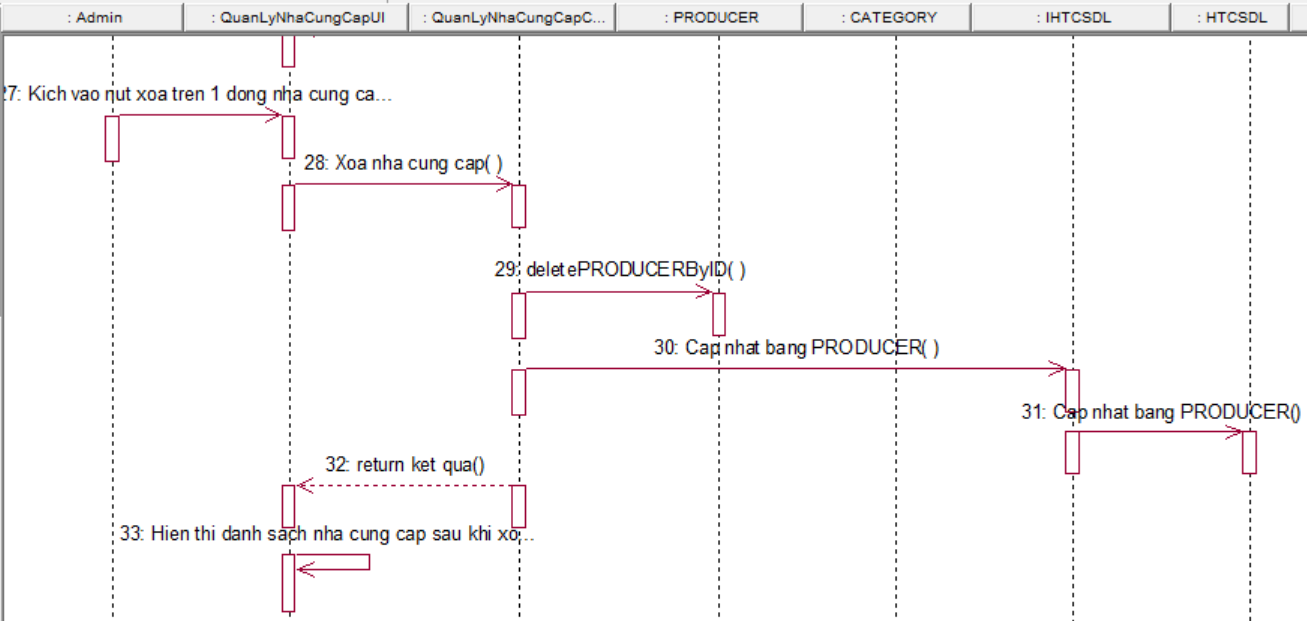 : Admin
: QuanLyNhaCungCapUI
: QuanLyNhaCungCapC...
: PRODUCER
: CATEGORY
: IHTCSDL
: HTCSDL
27: Kich vao nut xoa tren 1 dong nha cung ca...
28: Xoa nha cung cap( )
29: deletePRODUCERByID( )
30: Cap nhat bang PRODUCER( )
31: Cap nhat bang PRODUCER()
32: return ket qua()
33: Hien thi danh sach nha cung cap sau khi xo...